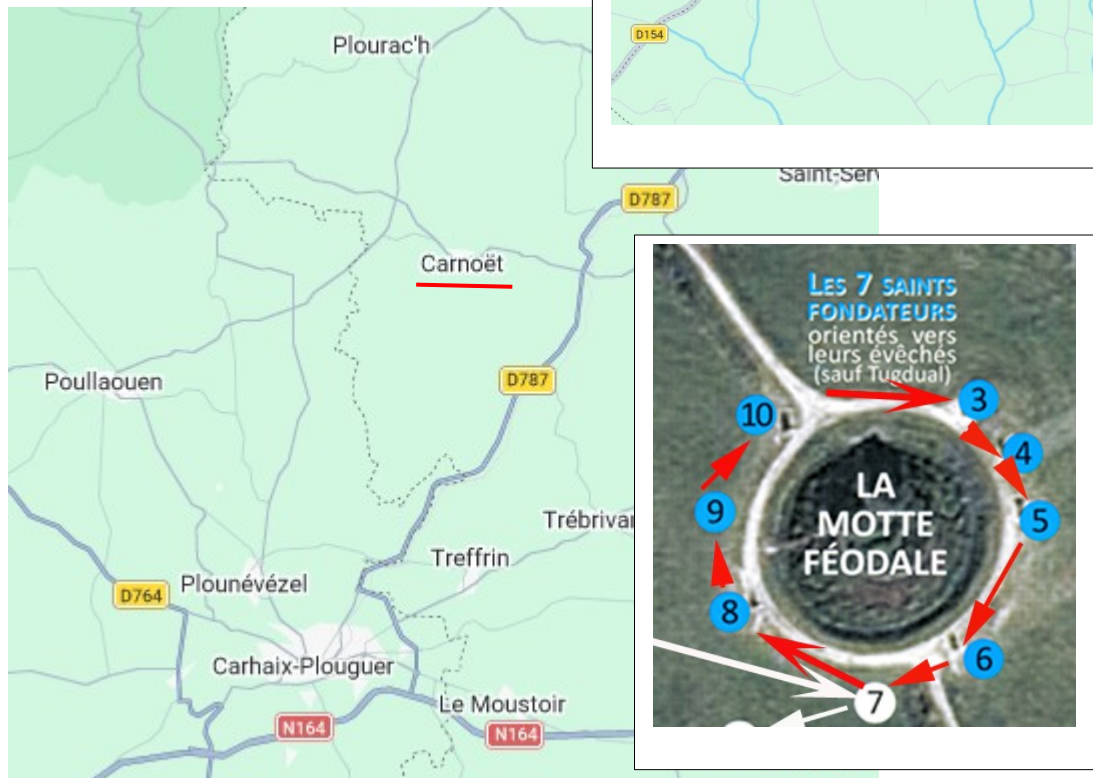 Plourac'h
D154
D787
Saint-Serv
Carnoët
D787
Poullaouen
Trébrivan
Treffrin
D764
Plounévézel
Carhaix-Plouguer
Le Moustoir
N164
N164
LES 7 SAINTS
FONDATEURS
orientés vers
leurs évêchés
(sauf Tugdual)
3
10
4
LA
MOTTE
FÉODALE
5
9
8
6
7